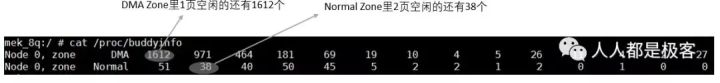 DMA Zone里1页空闲的还有1612个
Normal Zone里2页空闲的还有38个
mek_8q:/ # cat /proc/buddyinfo
Node 0, zone DMA 1612 971 464 181 69 19 10 4 5 26 27
Node 0, zone Normal 51 38 40 50 45 5 2 2 1 2 0 1 0 0
人人都是极客